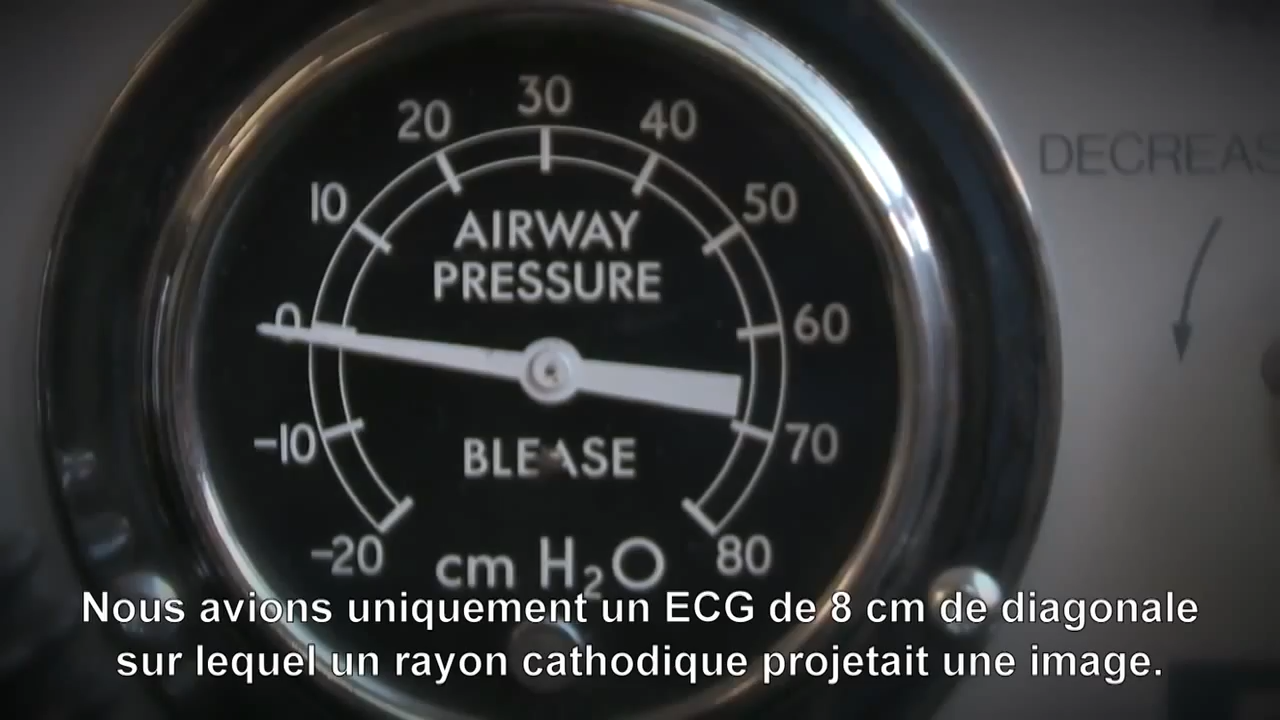 30
20
40
10
50
AIRWAY
PRESSURE
0
60
-10
BLEASE
70
-20
cm H₂O
80
DECREAS
Nous avions uniquement un ECG de 8 cm de diagonale
sur lequel un rayon cathodique projetait une image.